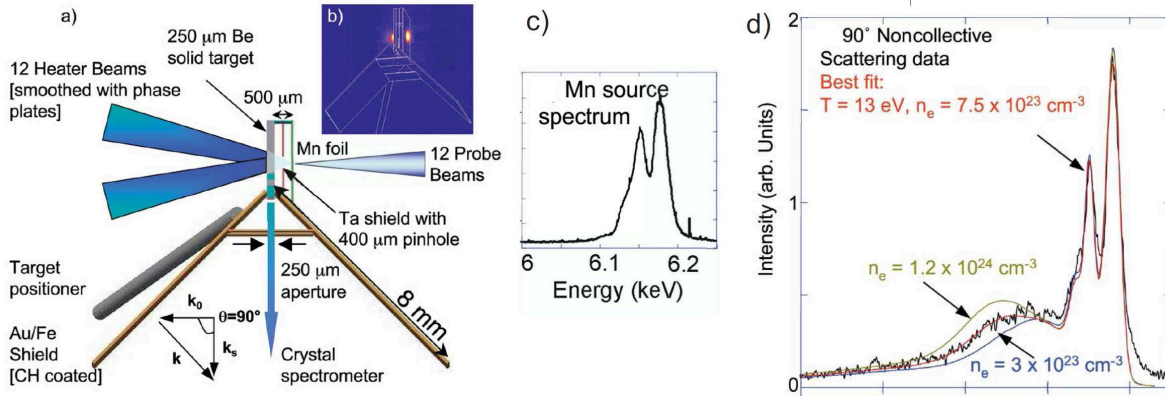 a)
250 μm Be
solid target
12 Heater Beams
[smoothed with phase
plates]
500 μm
Mn foil
12 Probe
Beams
Ta shield with
400 μm pinhole
250 μm
aperture
8 mm
Target
positioner
Au/Fe
Shield
[CH coated]
k₀
θ=90°
k
kₛ
Crystal
spectrometer
b)
c)
Mn source
spectrum
6
6.1
6.2
Energy (keV)
d)
2
1
0
Intensity (arb. Units)
90˚ Noncollective
Scattering data
Best fit:
T = 13 eV, nₑ = 7.5 x 10²³ cm⁻³
nₑ = 1.2 x 10²⁴ cm⁻³
nₑ = 3 x 10²³ cm⁻³